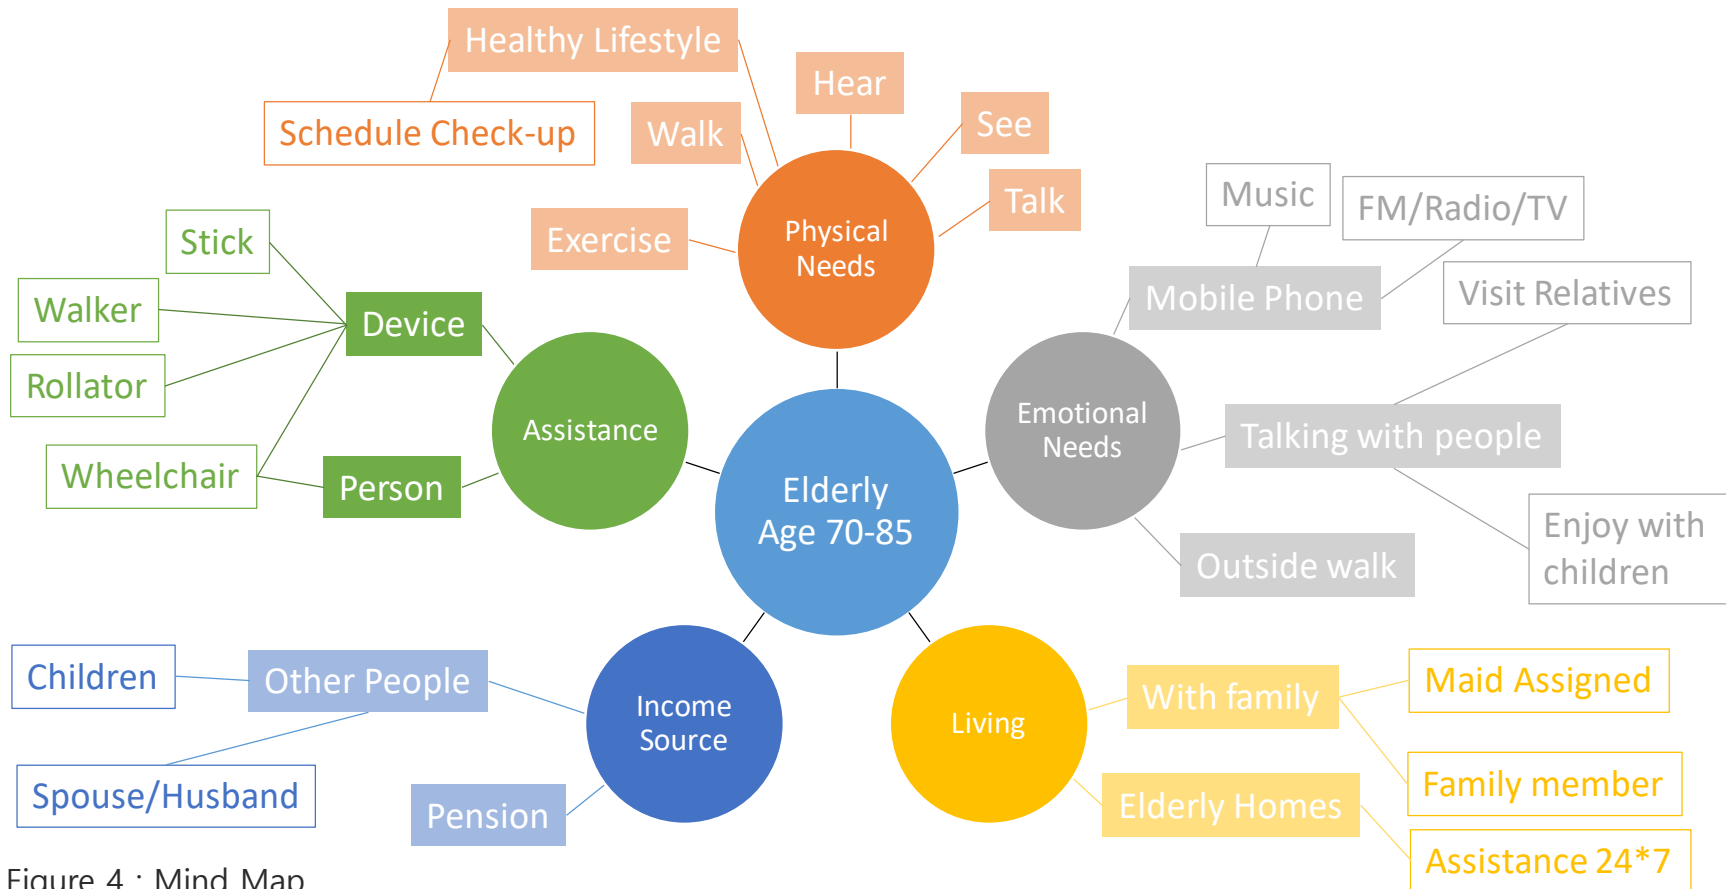 Healthy Lifestyle
Hear
Schedule Check-up
Walk
See
Talk
Exercise
Physical
Needs
Music
FM/Radio/TV
Mobile Phone
Visit Relatives
Stick
Walker
Device
Rollator
Assistance
Wheelchair
Person
Emotional
Needs
Talking with people
Enjoy with
children
Outside walk
Elderly
Age 70-85
Children
Other People
Income
Source
Spouse/Husband
Pension
Living
With family
Maid Assigned
Family member
Elderly Homes
Assistance 24*7
Figure 4 : Mind Map